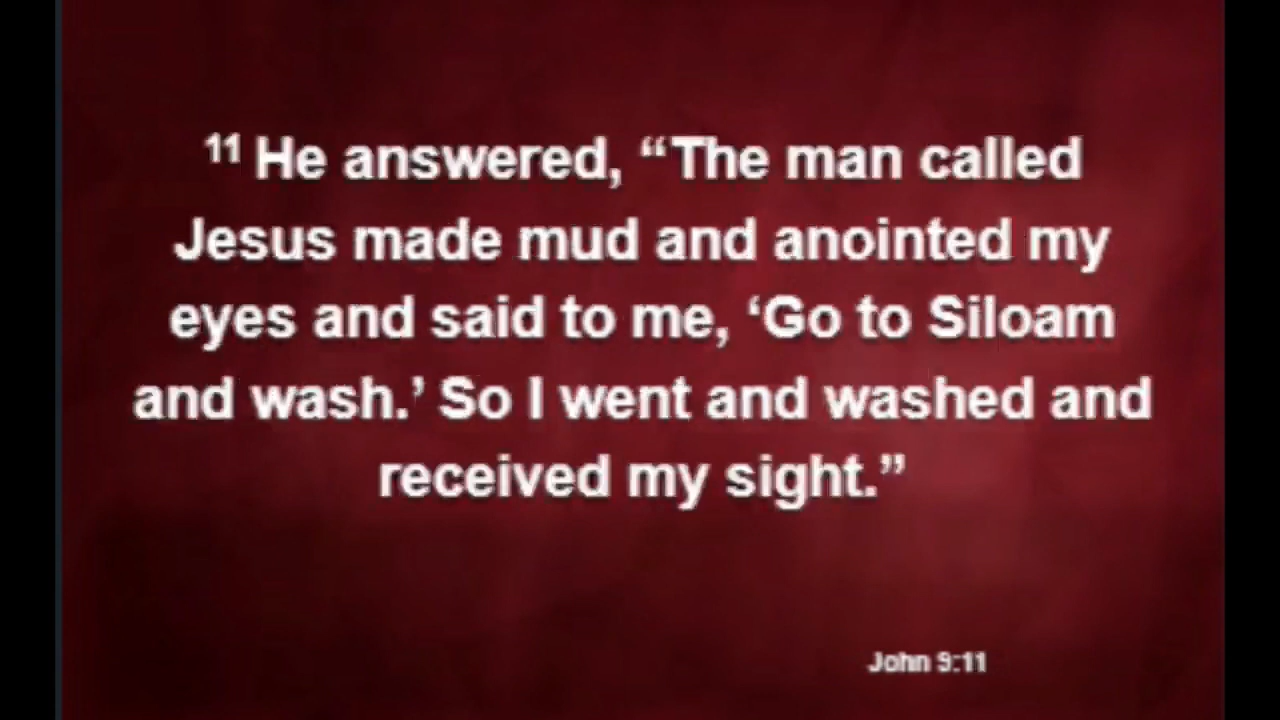 ¹¹ He answered, “The man called
Jesus made mud and anointed my
eyes and said to me, ‘Go to Siloam
and wash.’ So I went and washed and
received my sight.”
John 9:11